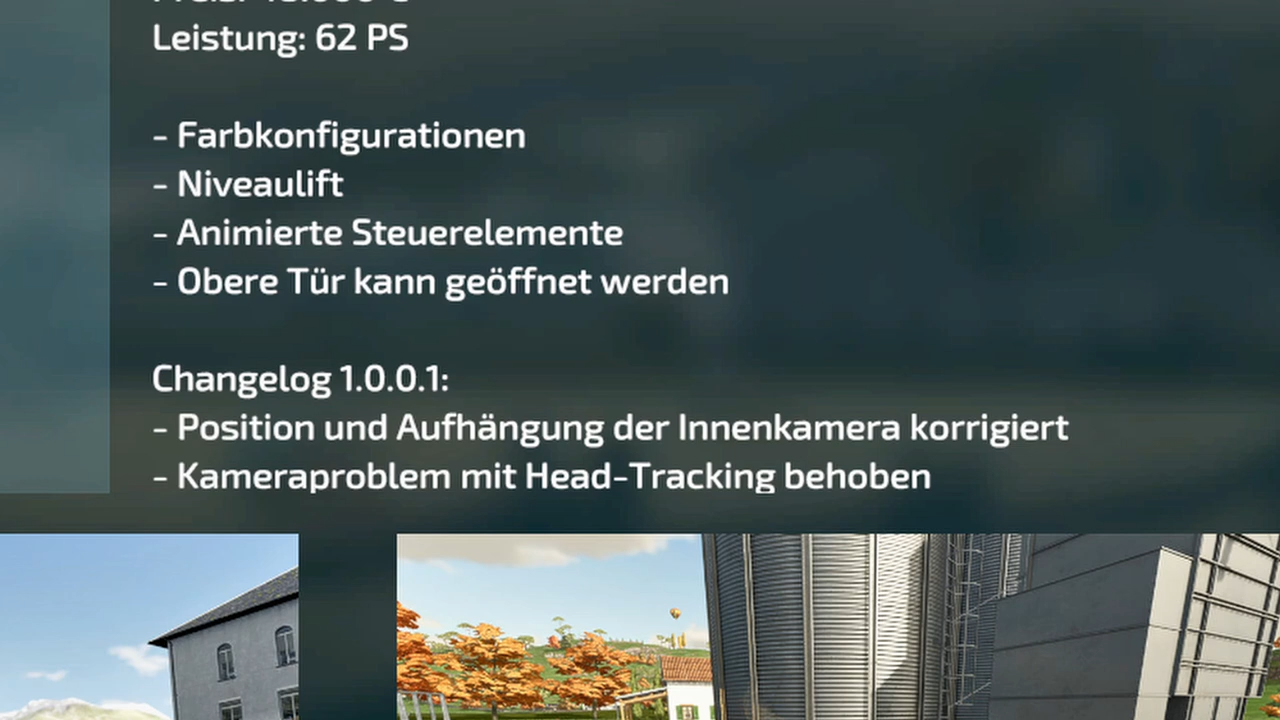 Leistung: 62 PS
- Farbkonfigurationen
- Niveaulift
- Animierte Steuerelemente
- Obere Tür kann geöffnet werden
Changelog 1.0.0.1:
- Position und Aufhängung der Innenkamera korrigiert
- Kameraproblem mit Head-Tracking behoben